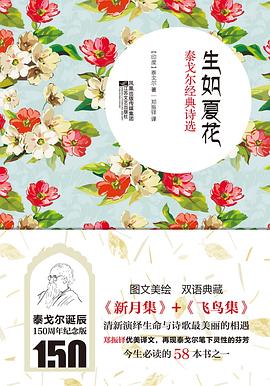 生如夏花
泰戈尔经典诗选
[印度] 泰戈尔 著 郑振铎 译
凤凰出版传媒集团
江苏文艺出版社
泰戈尔诞辰
150周年纪念版
150
图文美绘 双语典藏
《新月集》+《飞鸟集》
清新演绎生命与诗歌最美丽的相遇
郑振铎优美译文，再现泰戈尔笔下灵性的芬芳
今生必读的58本书之一